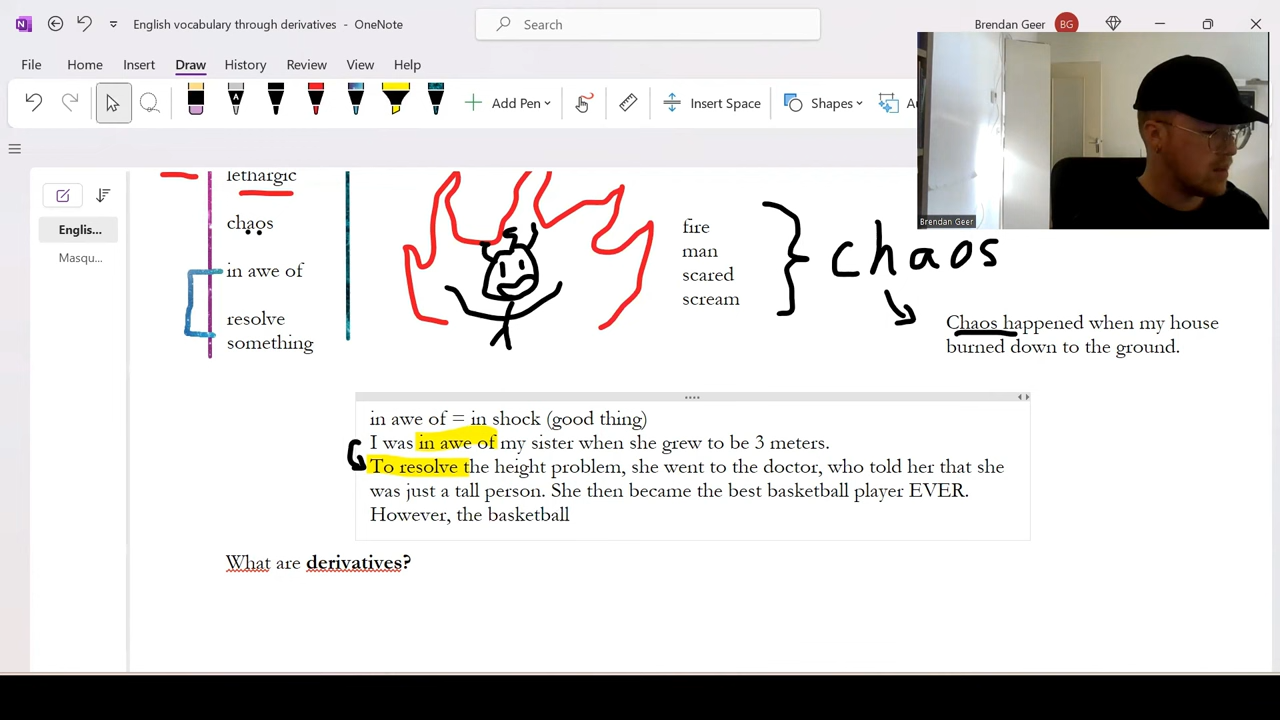 English vocabulary through derivatives - OneNote
Search
Brendan Geer
BG
File Home Insert Draw History Review View Help
Add Pen
Insert Space
Shapes
Brendan Geer
lethargic
chaos
in awe of
resolve
something
fire
man
scared
scream
chaos
Chaos happened when my house
burned down to the ground.
Englis...
Masqu...
in awe of = in shock (good thing)
I was in awe of my sister when she grew to be 3 meters.
To resolve the height problem, she went to the doctor, who told her that she
was just a tall person. She then became the best basketball player EVER.
However, the basketball
What are derivatives?